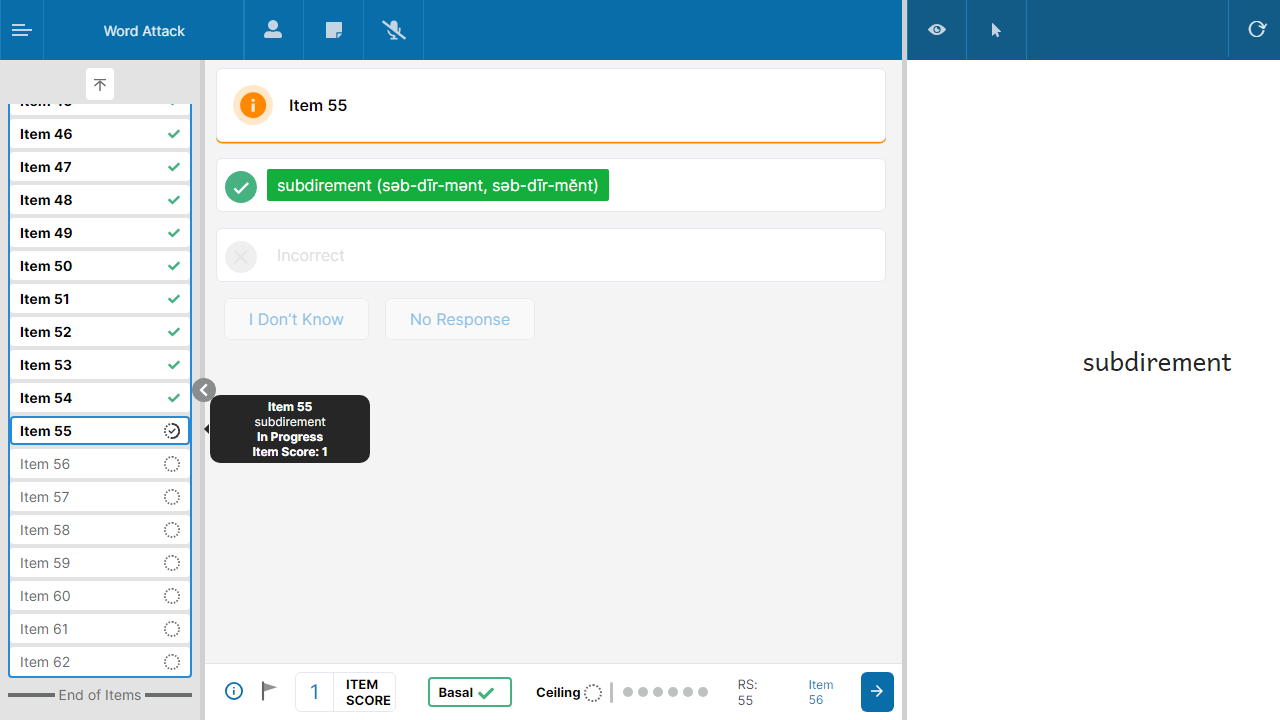 Word Attack
Item 46
Item 47
Item 48
Item 49
Item 50
Item 51
Item 52
Item 53
Item 54
Item 55
Item 56
Item 57
Item 58
Item 59
Item 60
Item 61
Item 62
End of Items
Item 55
subdirement (səb-dīr-mənt, səb-dīr-mĕnt)
Incorrect
I Don't Know
No Response
Item 55
subdirement
In Progress
Item Score: 1
1
ITEM
SCORE
Basal
Ceiling
RS:
55
Item
56
subdirement